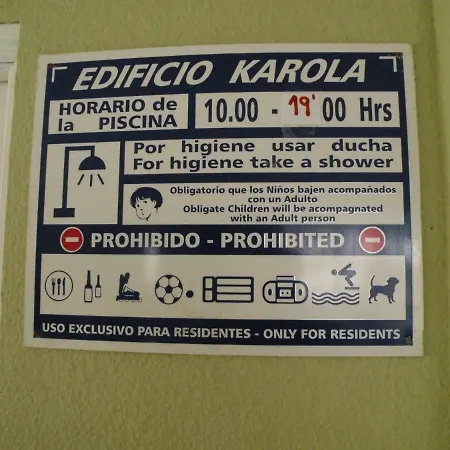 EDIFICIO KAROLA
HORARIO de
la PISCINA
10.00 - 19'00 Hrs
Por higiene usar ducha
For higiene take a shower
Obligatorio que los Niños bajen acompañados
con un Adulto
Obligate Children will be acompagnated
with an Adult person
PROHIBIDO - PROHIBITED
USO EXCLUSIVO PARA RESIDENTES - ONLY FOR RESIDENTS